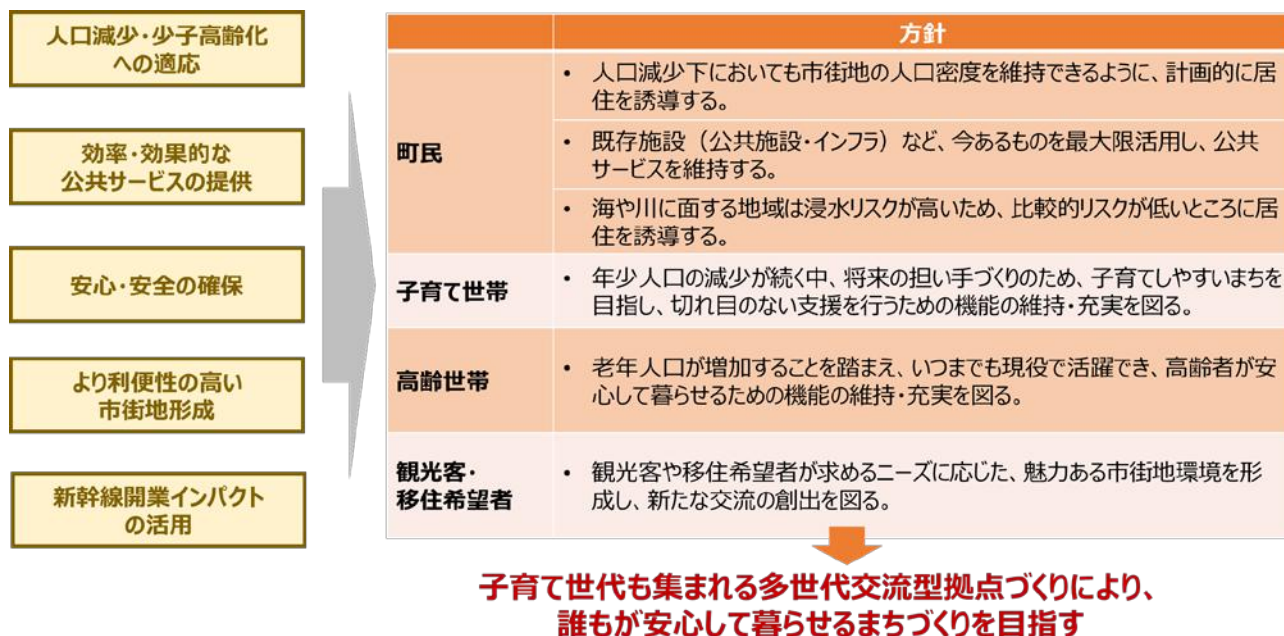 人口減少・少子高齢化
への適応
効率・効果的な
公共サービスの提供
安心・安全の確保
より利便性の高い
市街地形成
新幹線開業インパクト
の活用
方針
町民
• 人口減少下においても市街地の人口密度を維持できるように、計画的に居
住を誘導する。
• 既存施設（公共施設・インフラ）など、今あるものを最大限活用し、公共
サービスを維持する。
• 海や川に面する地域は浸水リスクが高いため、比較的リスクが低いところに居
住を誘導する。
子育て世帯
• 年少人口の減少が続く中、将来の担い手づくりのため、子育てしやすいまちを
目指し、切れ目のない支援を行うための機能の維持・充実を図る。
高齢世帯
• 老年人口が増加することを踏まえ、いつまでも現役で活躍でき、高齢者が安
心して暮らせるための機能の維持・充実を図る。
観光客・
移住希望者
• 観光客や移住希望者が求めるニーズに応じた、魅力ある市街地環境を形
成し、新たな交流の創出を図る。
子育て世代も集まれる多世代交流型拠点づくりにより、
誰もが安心して暮らせるまちづくりを目指す